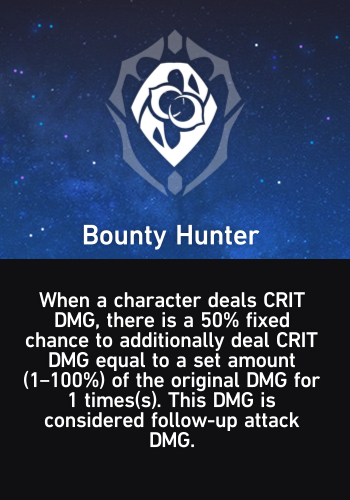 Bounty Hunter
When a character deals CRIT
DMG, there is a 50% fixed
chance to additionally deal CRIT
DMG equal to a set amount
(1–100%) of the original DMG for
1 times(s). This DMG is
considered follow-up attack
DMG.